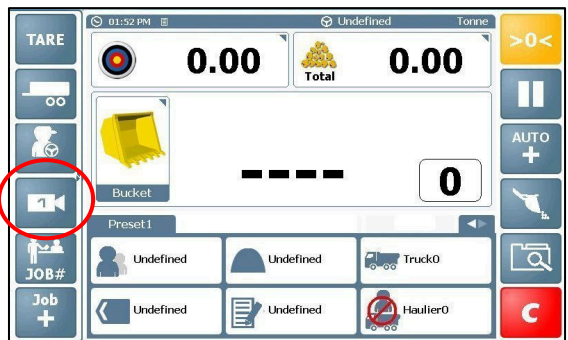 TARE
01:52 PM
Undefined
Tonne
>0<
0.00
Total
0.00
AUTO
+
1
Bucket
----
0
Preset1
JOB#
Undefined
Undefined
Truck0
Job
+
Undefined
Undefined
Haulier0
C